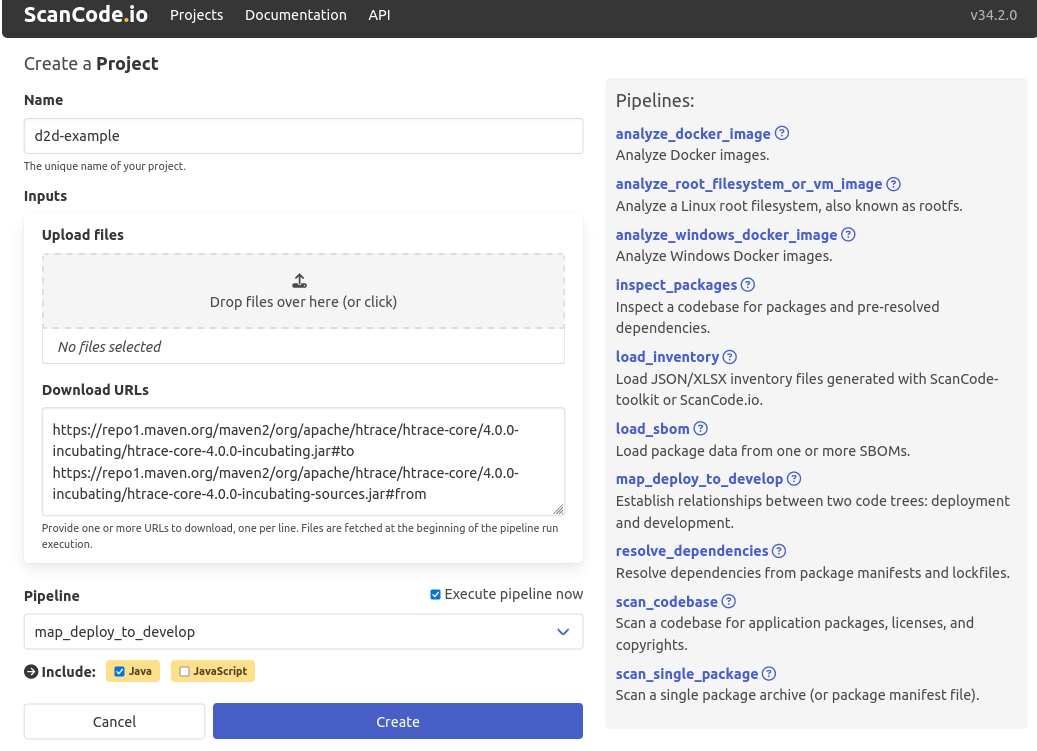 ScanCode.io Projects Documentation API v34.2.0
Create a Project
Name
d2d-example
The unique name of your project.
Inputs
Upload files
Drop files over here (or click)
No files selected
Download URLs
https://repo1.maven.org/maven2/org/apache/htrace/htrace-core/4.0.0-
incubating/htrace-core-4.0.0-incubating.jar#to
https://repo1.maven.org/maven2/org/apache/htrace/htrace-core/4.0.0-
incubating/htrace-core-4.0.0-incubating-sources.jar#from
Provide one or more URLs to download, one per line. Files are fetched at the beginning of the pipeline run
execution.
Pipeline
Execute pipeline now
map_deploy_to_develop
Include: Java JavaScript
Cancel
Create
Pipelines:
analyze_docker_image
Analyze Docker images.
analyze_root_filesystem_or_vm_image
Analyze a Linux root filesystem, also known as rootfs.
analyze_windows_docker_image
Analyze Windows Docker images.
inspect_packages
Inspect a codebase for packages and pre-resolved
dependencies.
load_inventory
Load JSON/XLSX inventory files generated with ScanCode-
toolkit or ScanCode.io.
load_sbom
Load package data from one or more SBOMs.
map_deploy_to_develop
Establish relationships between two code trees: deployment
and development.
resolve_dependencies
Resolve dependencies from package manifests and lockfiles.
scan_codebase
Scan a codebase for application packages, licenses, and
copyrights.
scan_single_package
Scan a single package archive (or package manifest file).